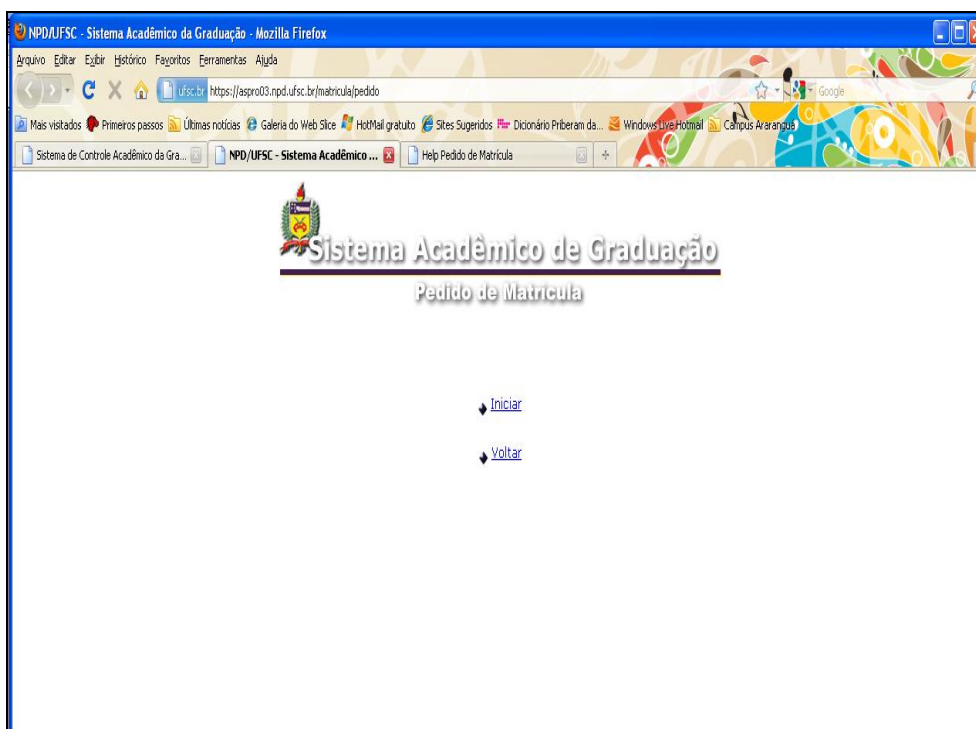 NPD/UFSC - Sistema Acadêmico da Graduação - Mozilla Firefox
Arquivo Editar Exibir Histórico Favoritos Ferramentas Ajuda
ufsc.br https://aspro03.npd.ufsc.br/matricula/pedido Google
Mais visitados Primeiros passos Últimas notícias Galeria do Web Slice HotMail gratuito Sites Sugeridos Dicionário Priberam da... Windows Live Hotmail Campus Araranguá
Sistema de Controle Acadêmico da Gra... NPD/UFSC - Sistema Acadêmico ... Help Pedido de Matrícula
Sistema Acadêmico de Graduação
Pedido de Matrícula
Iniciar
Voltar